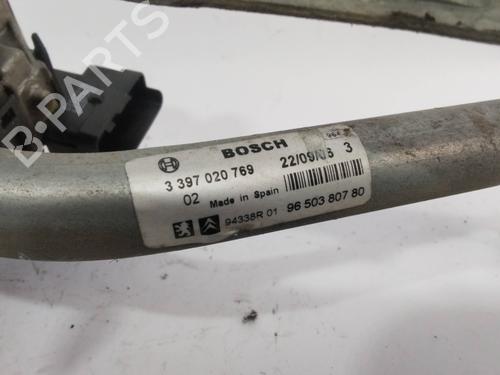 BOSCH
3 397 020 769 22/09/06 3
02 Made in Spain
94338R 01 96 503 807 80
B-PARTS